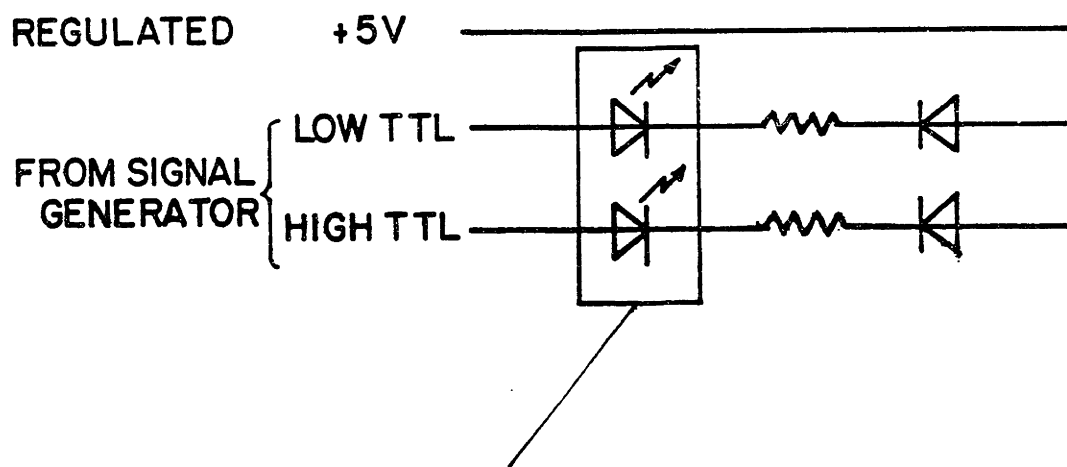 REGULATED +5V
LOW TTL
FROM SIGNAL
GENERATOR
HIGH TTL